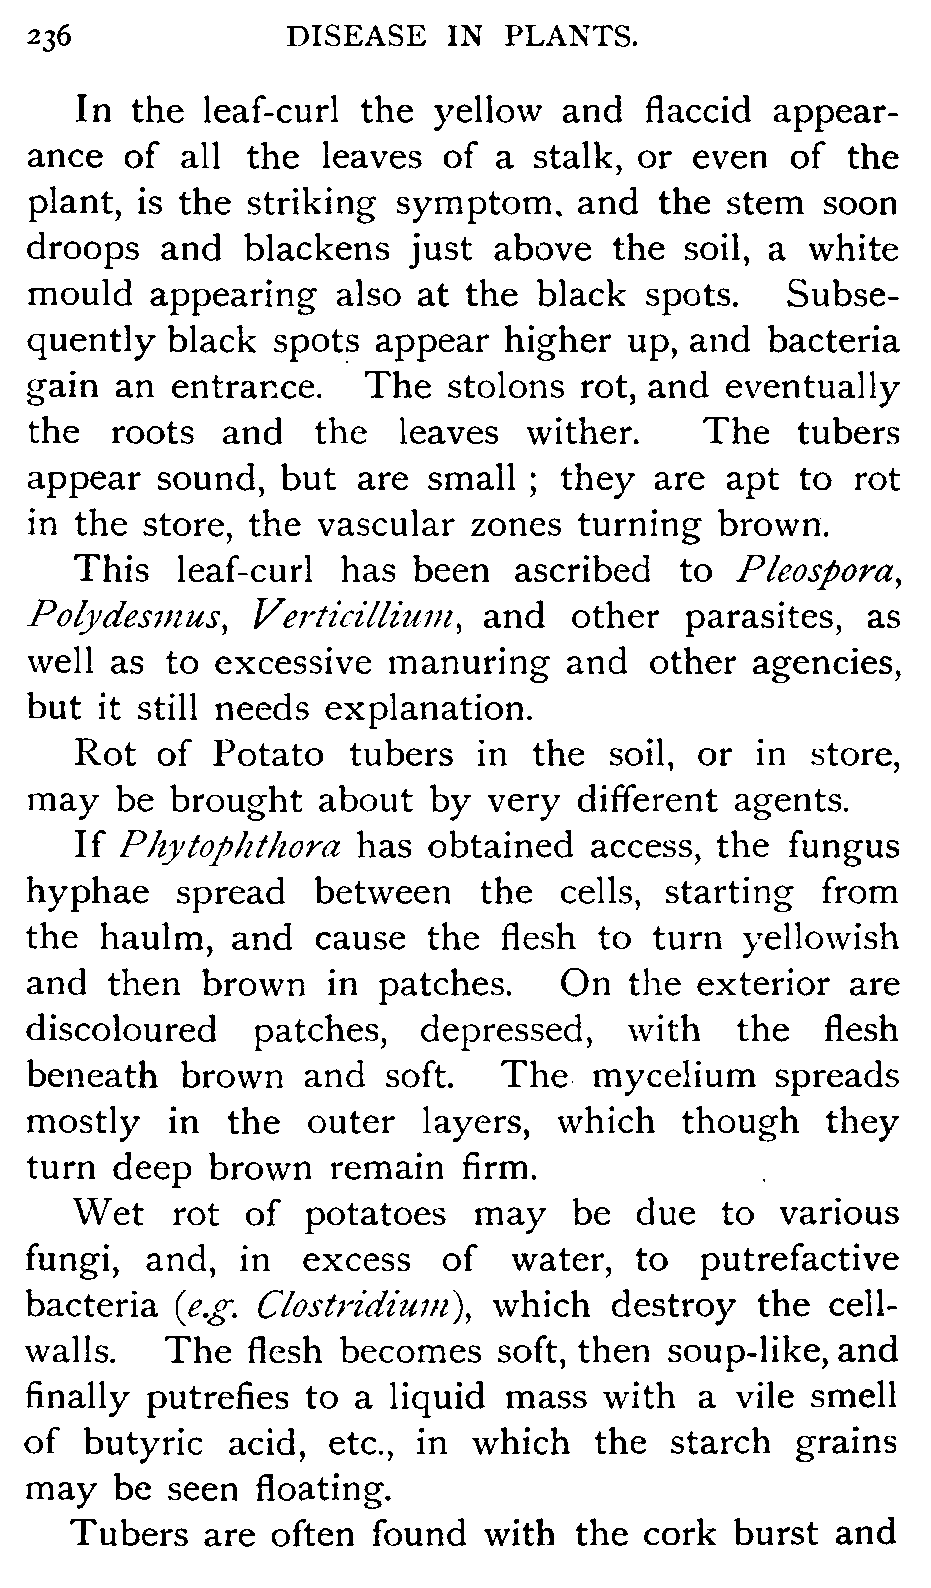 236 DISEASE IN PLANTS.
In the leaf-curl the yellow and flaccid appear-
ance of all the leaves of a stalk, or even of the
plant, is the striking symptom, and the stem soon
droops and blackens just above the soil, a white
mould appearing also at the black spots. Subse-
quently black spots appear higher up, and bacteria
gain an entrance. The stolons rot, and eventually
the roots and the leaves wither. The tubers
appear sound, but are small ; they are apt to rot
in the store, the vascular zones turning brown.
This leaf-curl has been ascribed to Pleospora,
Polydesmus, Verticillium, and other parasites, as
well as to excessive manuring and other agencies,
but it still needs explanation.
Rot of Potato tubers in the soil, or in store,
may be brought about by very different agents.
If Phytophthora has obtained access, the fungus
hyphae spread between the cells, starting from
the haulm, and cause the flesh to turn yellowish
and then brown in patches. On the exterior are
discoloured patches, depressed, with the flesh
beneath brown and soft. The mycelium spreads
mostly in the outer layers, which though they
turn deep brown remain firm.
Wet rot of potatoes may be due to various
fungi, and, in excess of water, to putrefactive
bacteria (e.g. Clostridium), which destroy the cell-
walls. The flesh becomes soft, then soup-like, and
finally putrefies to a liquid mass with a vile smell
of butyric acid, etc., in which the starch grains
may be seen floating.
Tubers are often found with the cork burst and